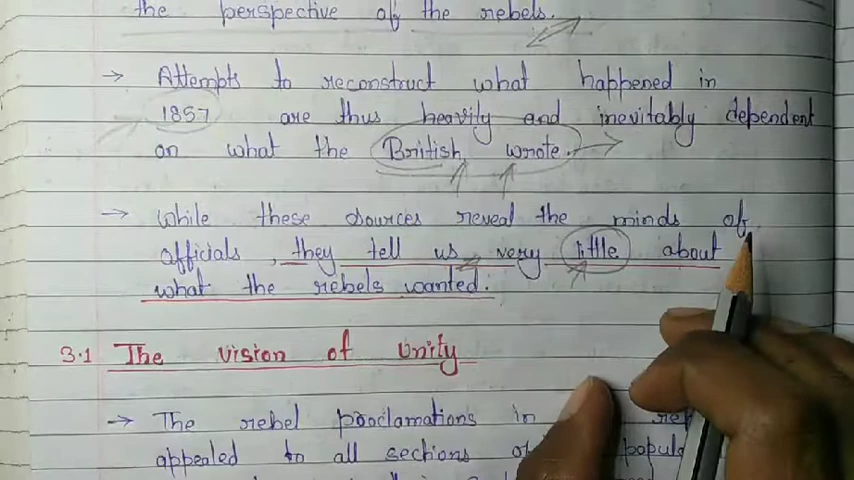 the perspective of the rebels.
→ Attempts to reconstruct what happened in
1857 are thus heavily and inevitably dependent
on what the British wrote.
→ While these sources reveal the minds of
officials, they tell us very little about
what the rebels wanted.
3.1 The vision of Unity
→ The rebel proclamations in
appealed to all sections